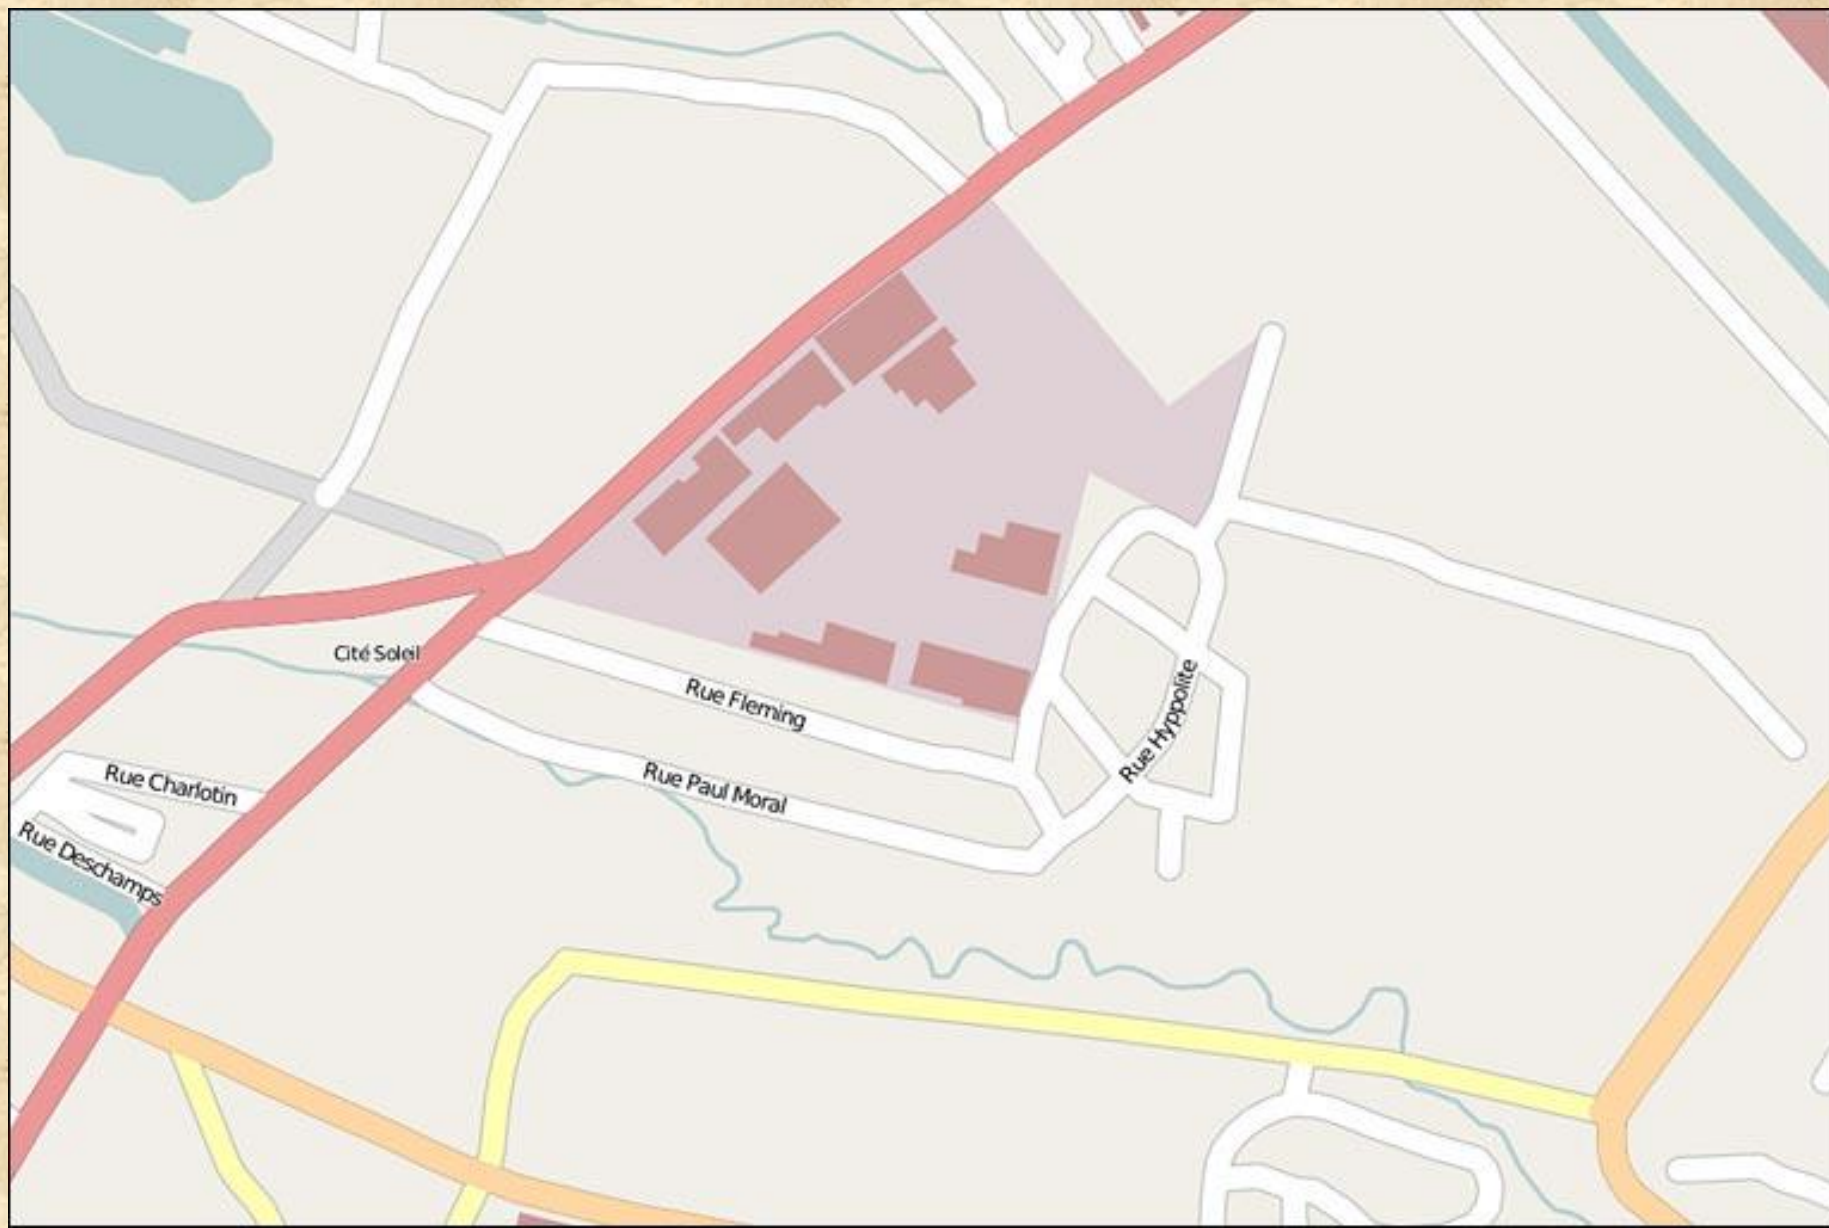 Cité Soleil
Rue Fleming
Rue Paul Moral
Rue Hyppolite
Rue Charlotin
Rue Deschamps